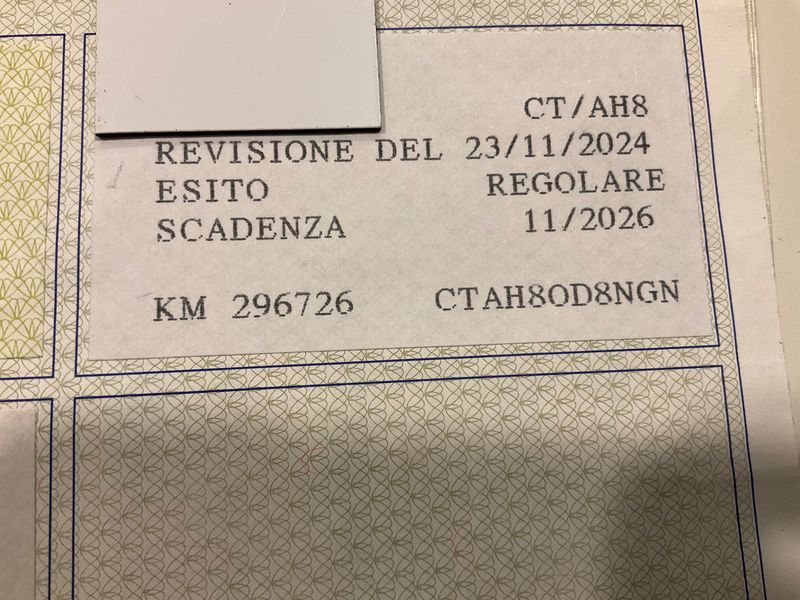 CT/AH8
REVISIONE DEL 23/11/2024
ESITO REGOLARE
SCADENZA 11/2026
KM 296726 CTAH8OD8NGN